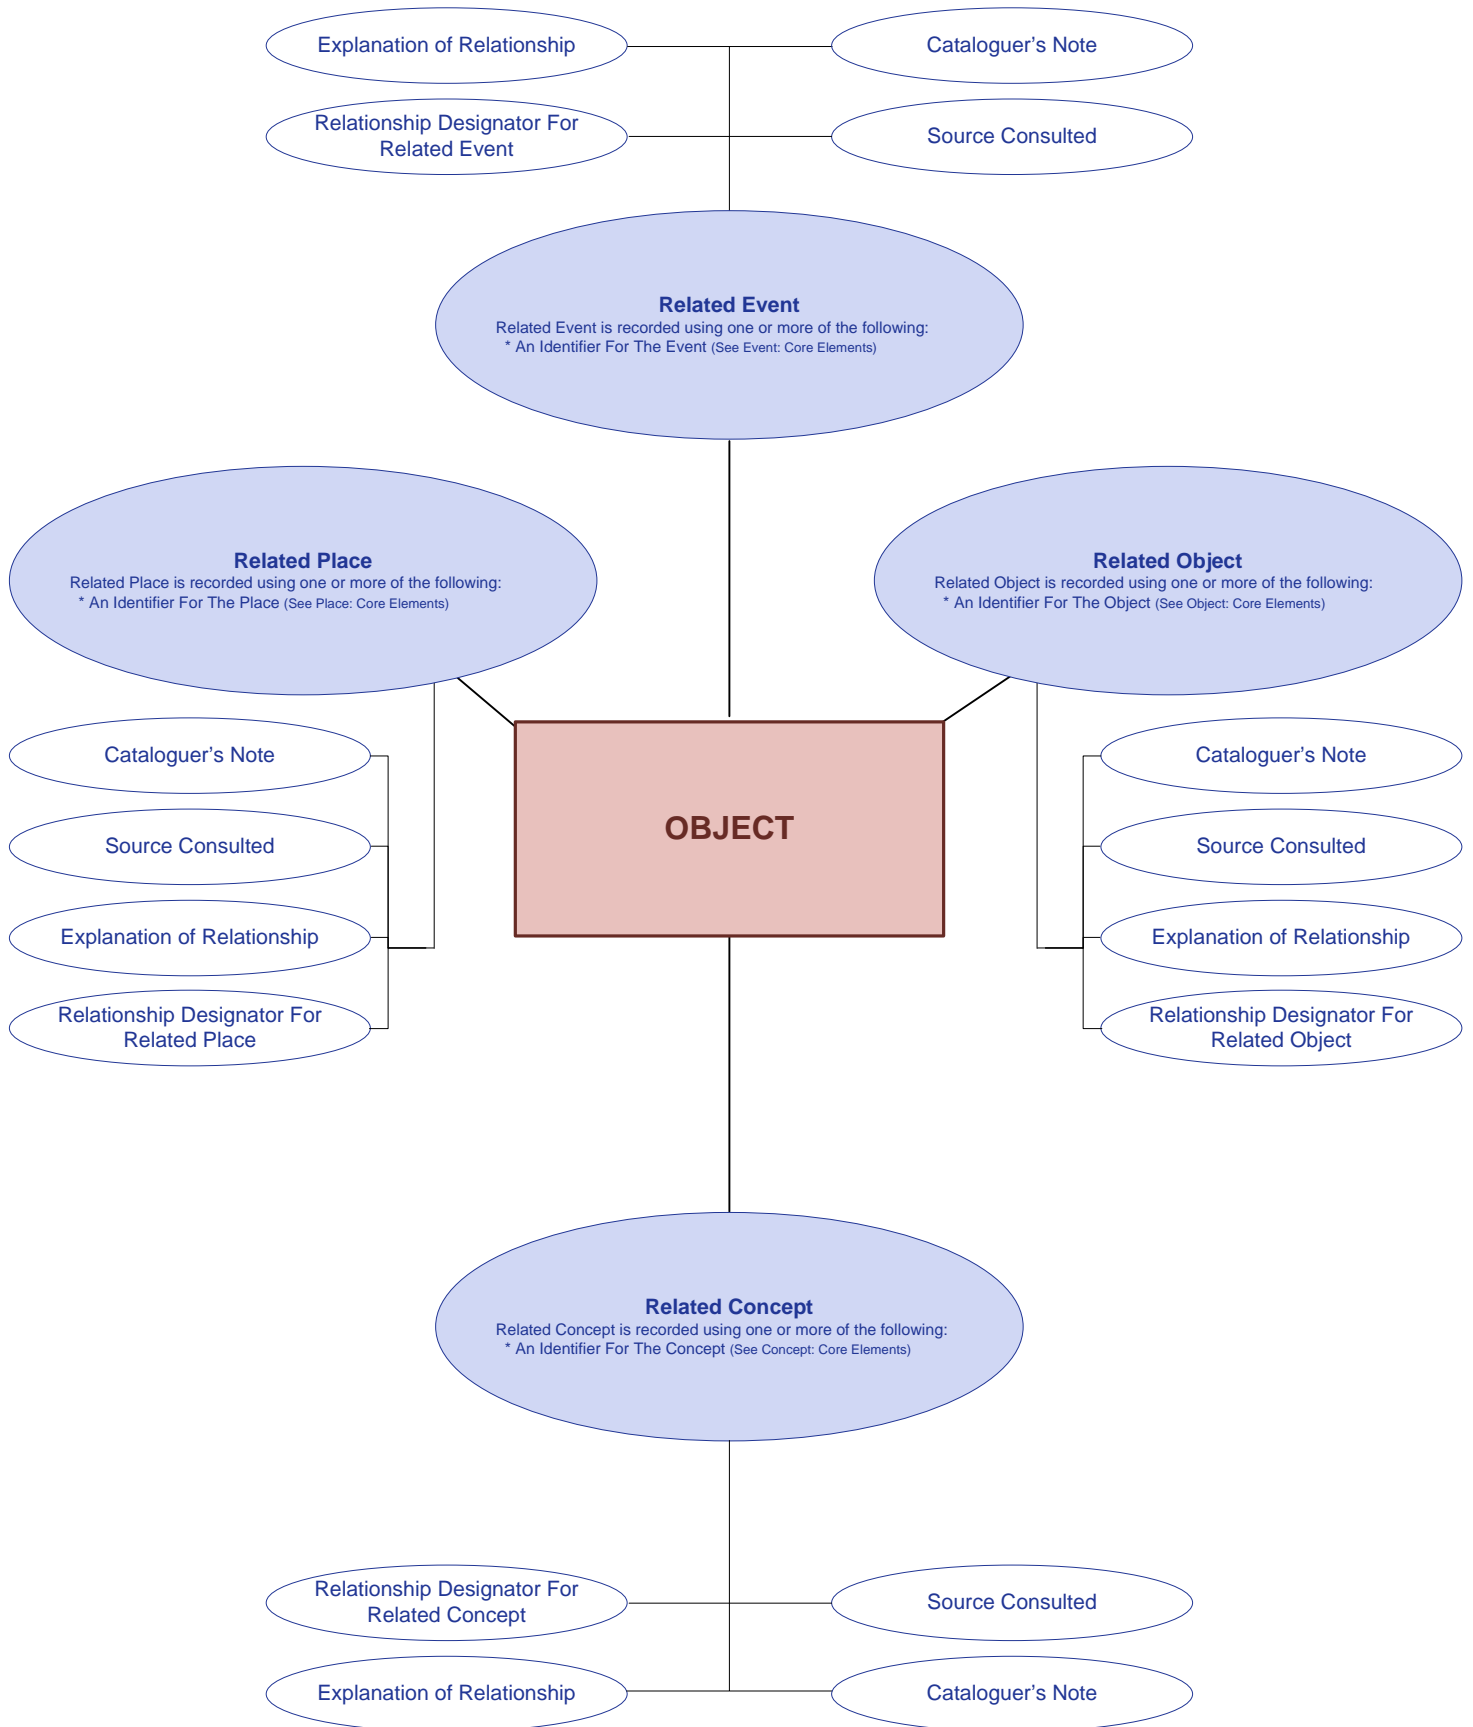 Explanation of Relationship
Cataloguer’s Note
Relationship Designator For
Related Event
Source Consulted
Related Event
Related Event is recorded using one or more of the following:
* An Identifier For The Event (See Event: Core Elements)
Related Place
Related Place is recorded using one or more of the following:
* An Identifier For The Place (See Place: Core Elements)
Related Object
Related Object is recorded using one or more of the following:
* An Identifier For The Object (See Object: Core Elements)
Cataloguer’s Note
Source Consulted
Explanation of Relationship
Relationship Designator For
Related Place
OBJECT
Cataloguer’s Note
Source Consulted
Explanation of Relationship
Relationship Designator For
Related Object
Related Concept
Related Concept is recorded using one or more of the following:
* An Identifier For The Concept (See Concept: Core Elements)
Relationship Designator For
Related Concept
Source Consulted
Explanation of Relationship
Cataloguer’s Note